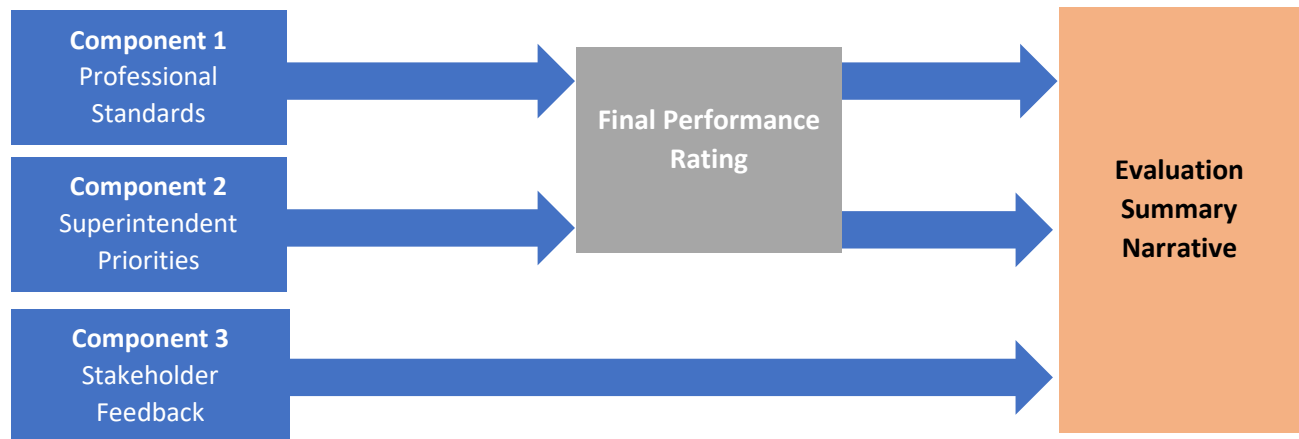 Component 1
Professional
Standards
Component 2
Superintendent
Priorities
Component 3
Stakeholder
Feedback
Final Performance
Rating
Evaluation
Summary
Narrative